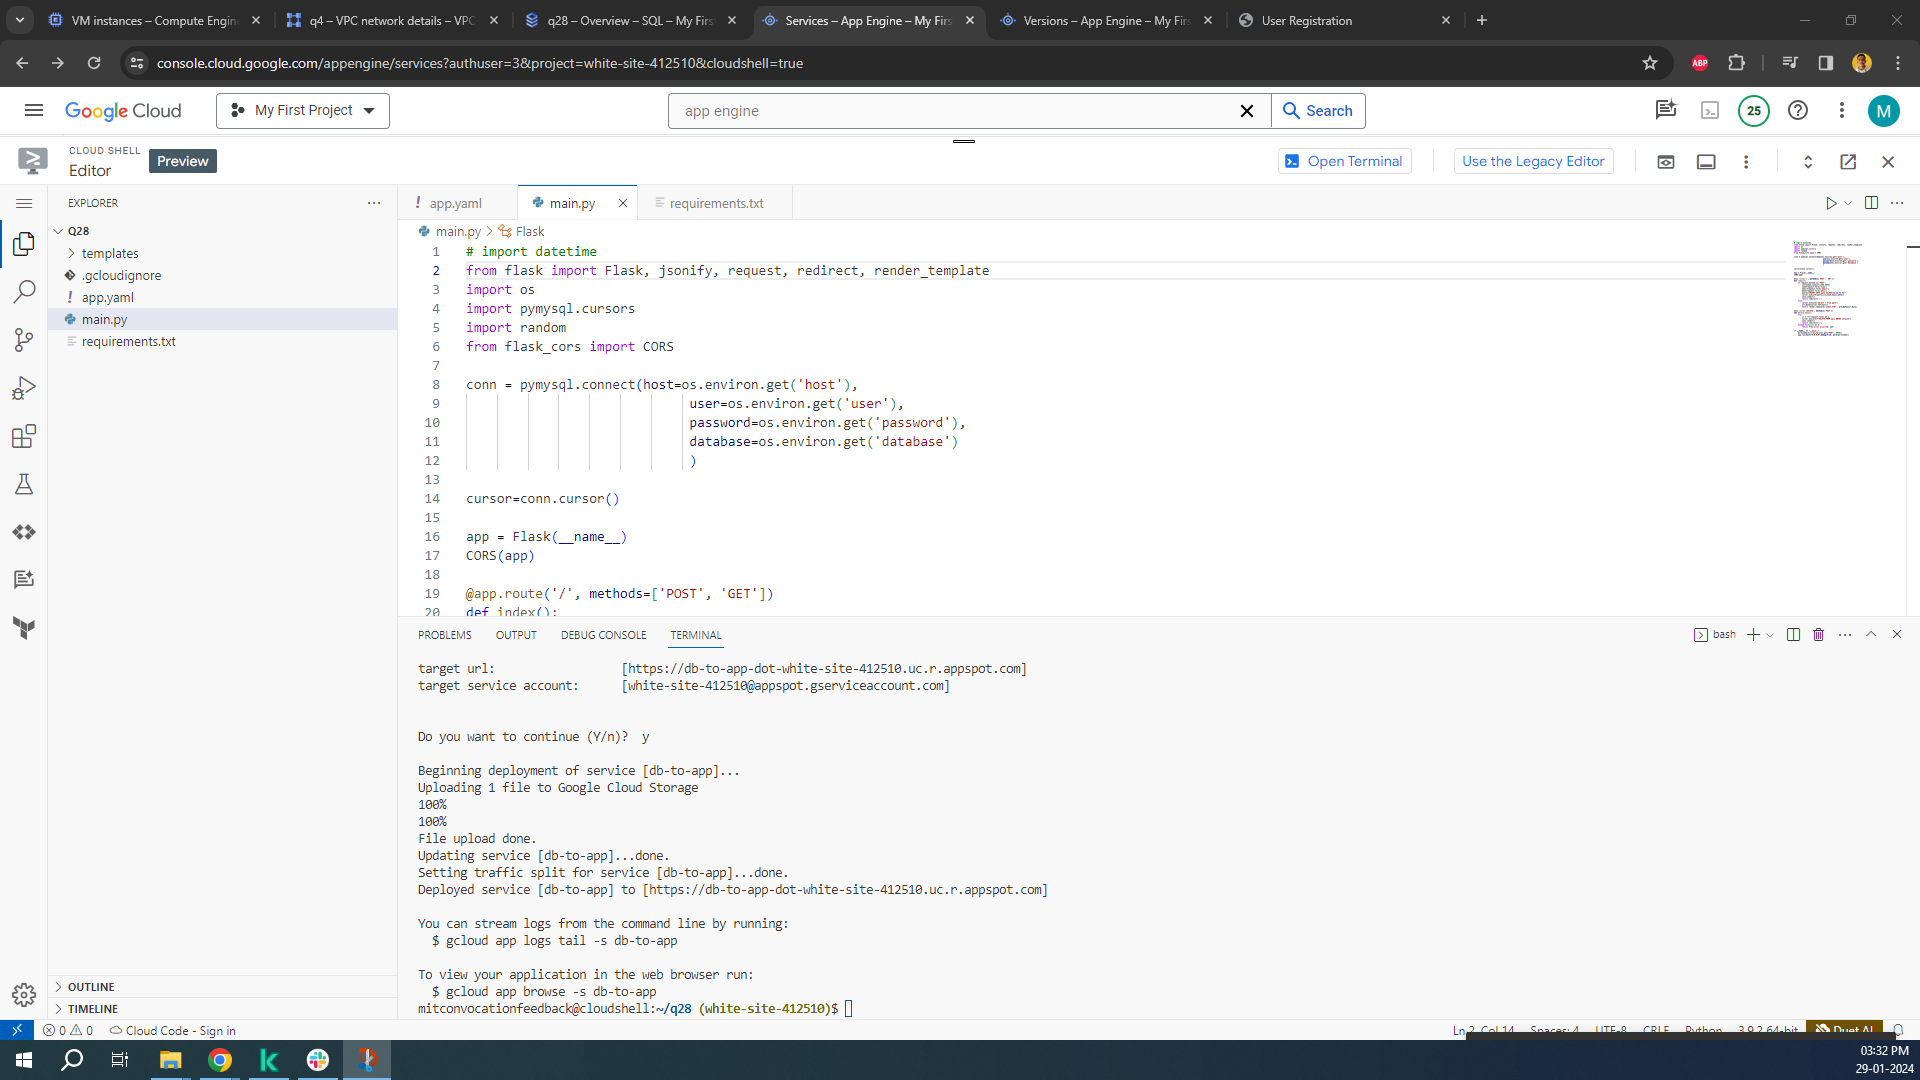 VM instances – Compute Engin
q4 – VPC network details – VPC
q28 – Overview – SQL – My Firs
Services – App Engine – My Firs
Versions – App Engine – My Firs
User Registration
console.cloud.google.com/appengine/services?authuser=3&project=white-site-412510&cloudshell=true
ABP
Google Cloud
My First Project
app engine
Search
25
M
CLOUD SHELL
Editor
Preview
Open Terminal
Use the Legacy Editor
EXPLORER
Q28
templates
.gcloudignore
! app.yaml
main.py
requirements.txt
OUTLINE
TIMELINE
! app.yaml
main.py
requirements.txt
main.py > Flask
1 # import datetime
2 from flask import Flask, jsonify, request, redirect, render_template
3 import os
4 import pymysql.cursors
5 import random
6 from flask_cors import CORS
7
8 conn = pymysql.connect(host=os.environ.get('host'),
9 user=os.environ.get('user'),
10 password=os.environ.get('password'),
11 database=os.environ.get('database')
12 )
13
14 cursor=conn.cursor()
15
16 app = Flask(__name__)
17 CORS(app)
18
19 @app.route('/', methods=['POST', 'GET'])
20 def index():
PROBLEMS OUTPUT DEBUG CONSOLE TERMINAL
bash
target url: [https://db-to-app-dot-white-site-412510.uc.r.appspot.com]
target service account: [white-site-412510@appspot.gserviceaccount.com]
Do you want to continue (Y/n)? y
Beginning deployment of service [db-to-app]...
Uploading 1 file to Google Cloud Storage
100%
100%
File upload done.
Updating service [db-to-app]...done.
Setting traffic split for service [db-to-app]...done.
Deployed service [db-to-app] to [https://db-to-app-dot-white-site-412510.uc.r.appspot.com]
You can stream logs from the command line by running:
$ gcloud app logs tail -s db-to-app
To view your application in the web browser run:
$ gcloud app browse -s db-to-app
mitconvocationfeedback@cloudshell:~/q28 (white-site-412510)$
0 0 Cloud Code - Sign in
Ln 2, Col 14 Spaces: 4 UTF-8 CRLF Python 3.9.2 64-bit Duet AI
03:32 PM
29-01-2024